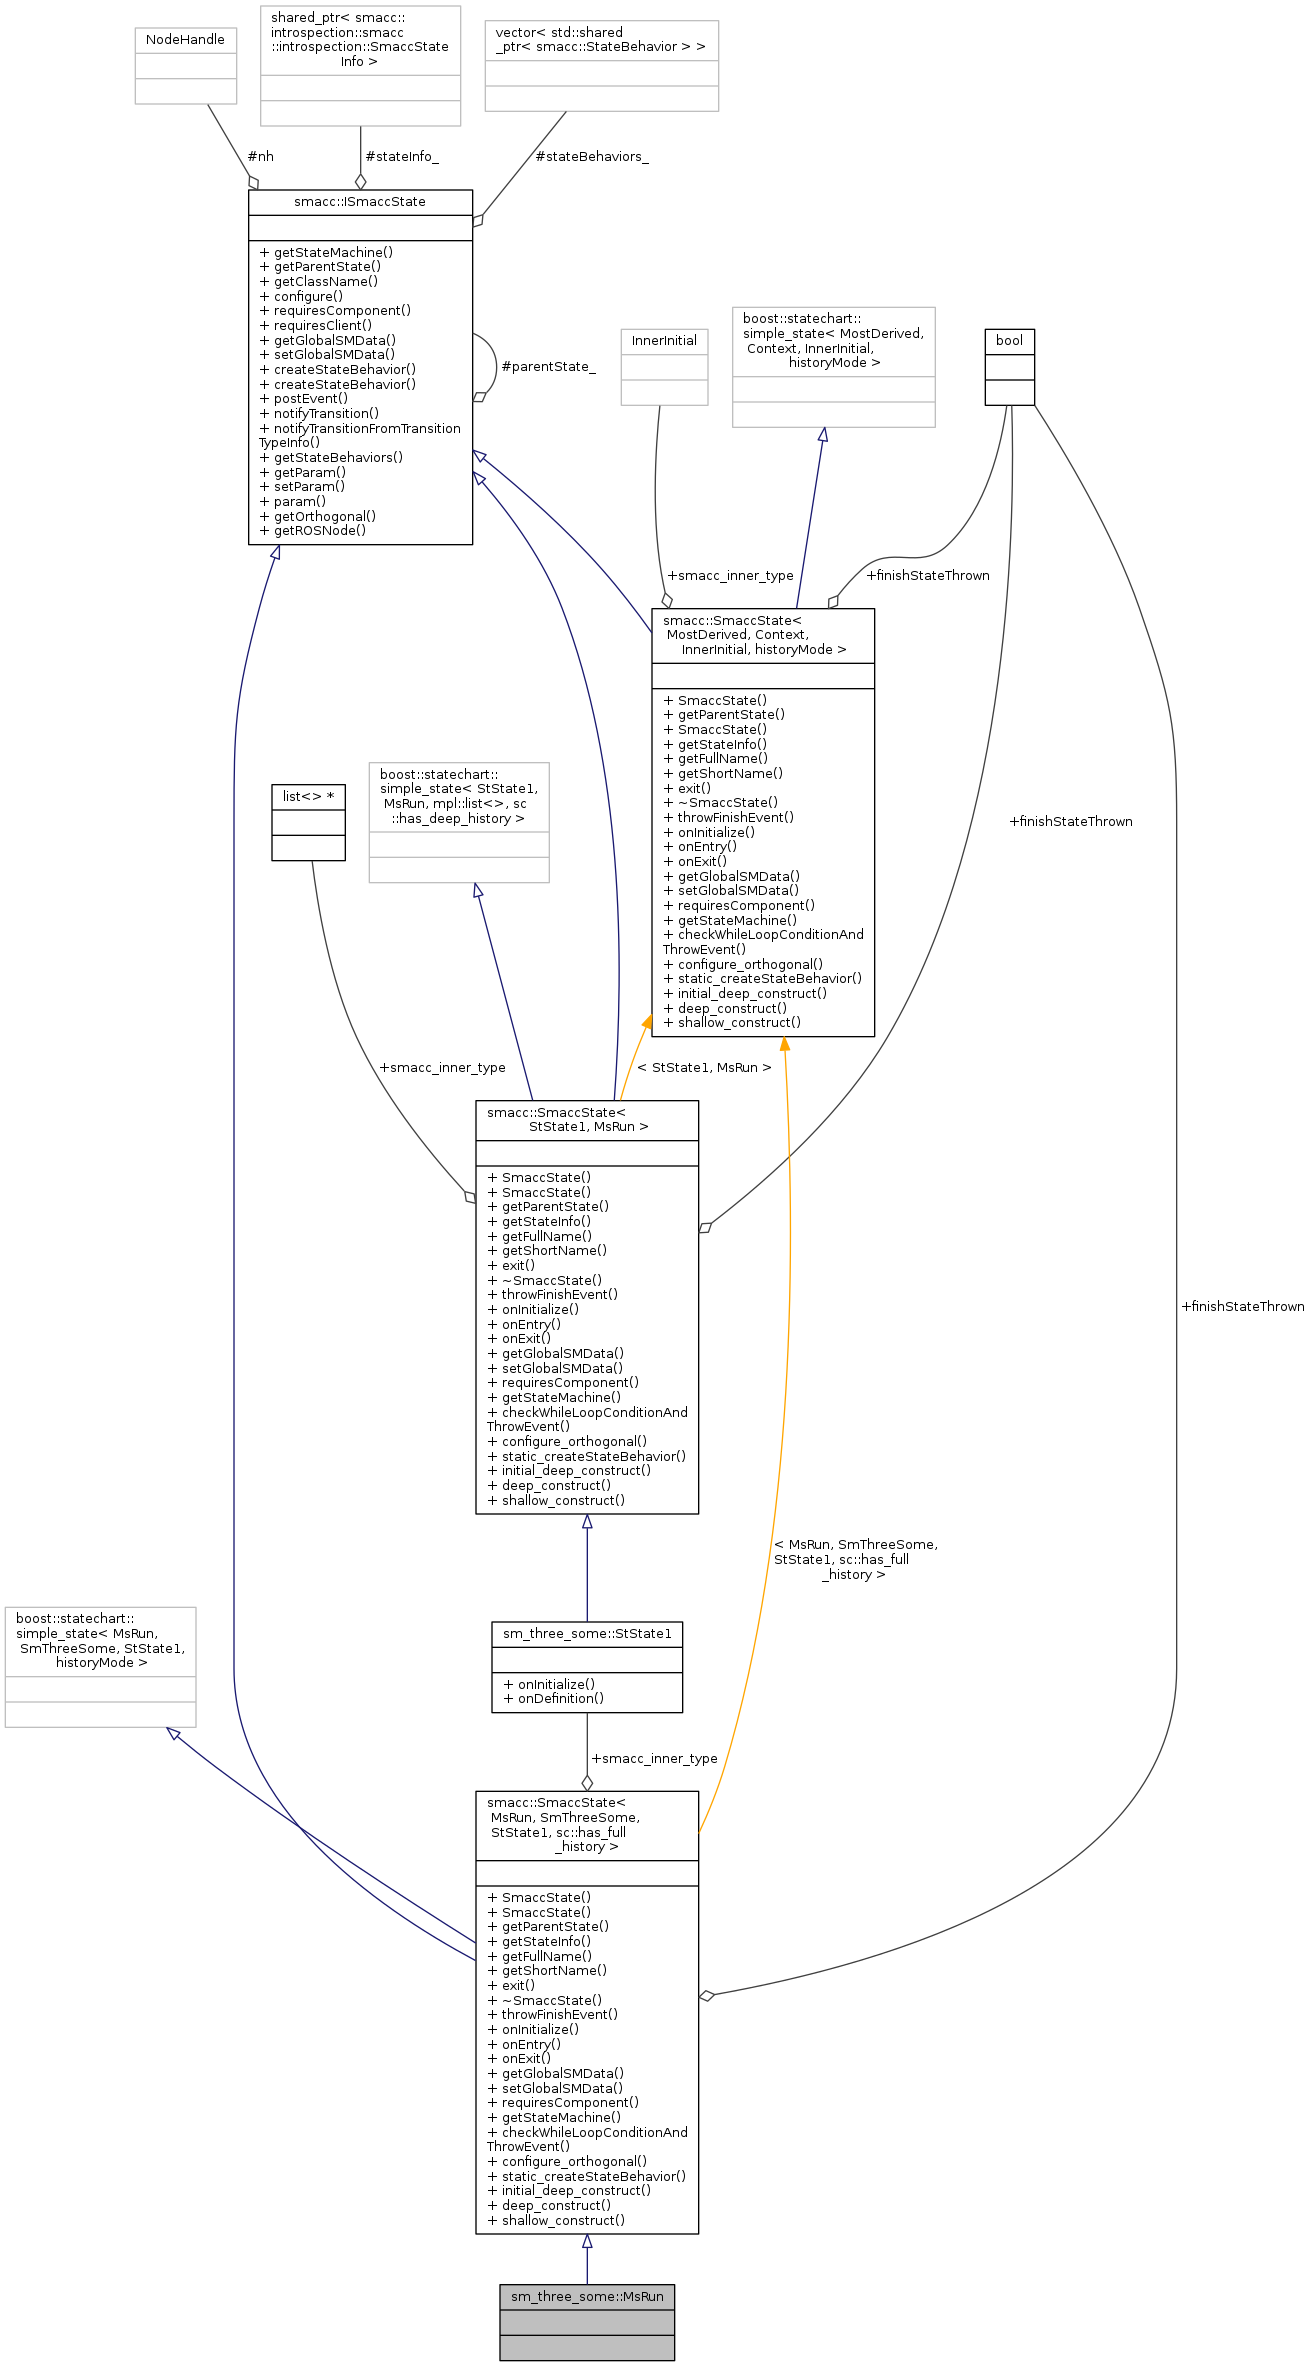 NodeHandle
shared_ptr< smacc::
introspection::smacc
::introspection::SmaccState
Info >
vector< std::shared
_ptr< smacc::StateBehavior > >
#nh
#stateInfo_
#stateBehaviors_
smacc::ISmaccState
+ getStateMachine()
+ getParentState()
+ getClassName()
+ configure()
+ requiresComponent()
+ requiresClient()
+ getGlobalSMData()
+ setGlobalSMData()
+ createStateBehavior()
+ createStateBehavior()
+ postEvent()
+ notifyTransition()
+ notifyTransitionFromTransition
TypeInfo()
+ getStateBehaviors()
+ getParam()
+ setParam()
+ param()
+ getOrthogonal()
+ getROSNode()
#parentState_
InnerInitial
boost::statechart::
simple_state< MostDerived,
Context, InnerInitial,
historyMode >
bool
+smacc_inner_type
+finishStateThrown
smacc::SmaccState<
MostDerived, Context,
InnerInitial, historyMode >
+ SmaccState()
+ getParentState()
+ SmaccState()
+ getStateInfo()
+ getFullName()
+ getShortName()
+ exit()
+ ~SmaccState()
+ throwFinishEvent()
+ onInitialize()
+ onEntry()
+ onExit()
+ getGlobalSMData()
+ setGlobalSMData()
+ requiresComponent()
+ getStateMachine()
+ checkWhileLoopConditionAnd
ThrowEvent()
+ configure_orthogonal()
+ static_createStateBehavior()
+ initial_deep_construct()
+ deep_construct()
+ shallow_construct()
list<> *
boost::statechart::
simple_state< StState1,
MsRun, mpl::list<>, sc
::has_deep_history >
+finishStateThrown
+smacc_inner_type
< StState1, MsRun >
smacc::SmaccState<
StState1, MsRun >
+ SmaccState()
+ SmaccState()
+ getParentState()
+ getStateInfo()
+ getFullName()
+ getShortName()
+ exit()
+ ~SmaccState()
+ throwFinishEvent()
+ onInitialize()
+ onEntry()
+ onExit()
+ getGlobalSMData()
+ setGlobalSMData()
+ requiresComponent()
+ getStateMachine()
+ checkWhileLoopConditionAnd
ThrowEvent()
+ configure_orthogonal()
+ static_createStateBehavior()
+ initial_deep_construct()
+ deep_construct()
+ shallow_construct()
+finishStateThrown
< MsRun, SmThreeSome,
StState1, sc::has_full
_history >
boost::statechart::
simple_state< MsRun,
SmThreeSome, StState1,
historyMode >
sm_three_some::StState1
+ onInitialize()
+ onDefinition()
+smacc_inner_type
smacc::SmaccState<
MsRun, SmThreeSome,
StState1, sc::has_full
_history >
+ SmaccState()
+ SmaccState()
+ getParentState()
+ getStateInfo()
+ getFullName()
+ getShortName()
+ exit()
+ ~SmaccState()
+ throwFinishEvent()
+ onInitialize()
+ onEntry()
+ onExit()
+ getGlobalSMData()
+ setGlobalSMData()
+ requiresComponent()
+ getStateMachine()
+ checkWhileLoopConditionAnd
ThrowEvent()
+ configure_orthogonal()
+ static_createStateBehavior()
+ initial_deep_construct()
+ deep_construct()
+ shallow_construct()
sm_three_some::MsRun